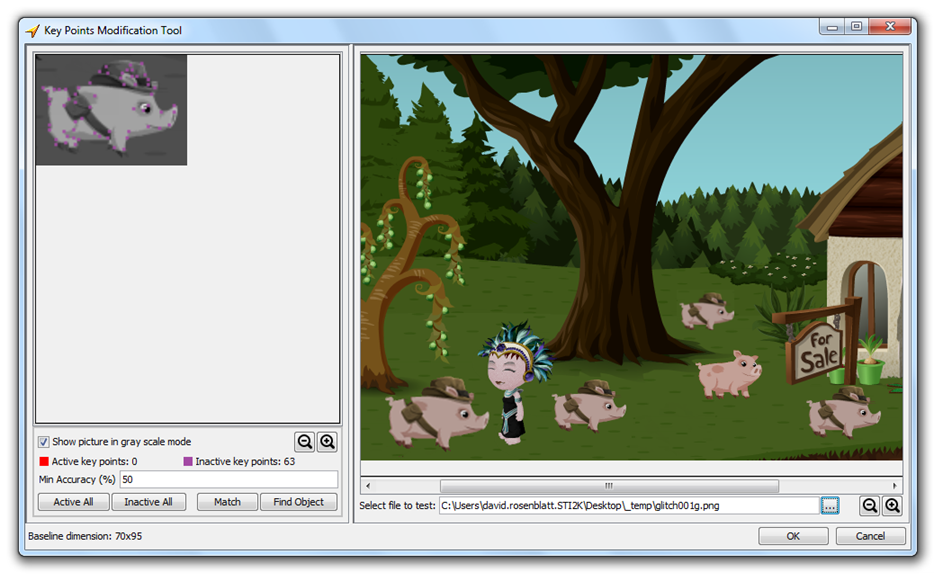 Key Points Modification Tool
For
Sale
Show picture in gray scale mode
Active key points: 0
Inactive key points: 63
Min Accuracy (%)
50
Active All
Inactive All
Match
Find Object
Select file to test:
C:\Users\david.rosenblatt.STI2K\Desktop\_temp\glitch001g.png
...
Baseline dimension: 70x95
OK
Cancel